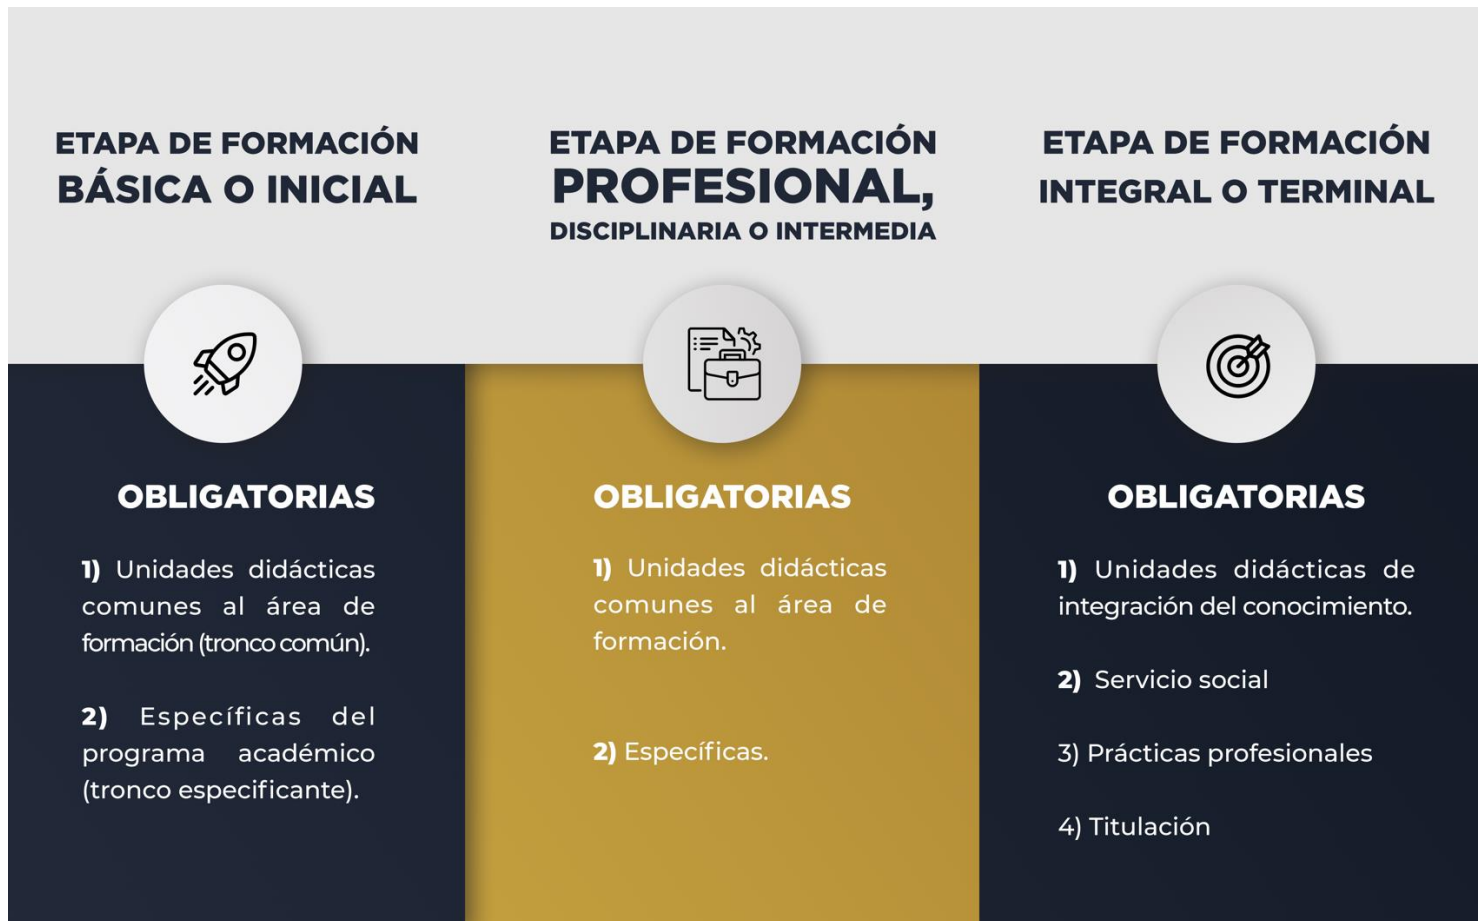 ETAPA DE FORMACIÓN
BÁSICA O INICIAL
ETAPA DE FORMACIÓN
PROFESIONAL,
DISCIPLINARIA O INTERMEDIA
ETAPA DE FORMACIÓN
INTEGRAL O TERMINAL
OBLIGATORIAS
1) Unidades didácticas
comunes al área de
formación (tronco común).
2) Específicas del
programa académico
(tronco especificante).
OBLIGATORIAS
1) Unidades didácticas
comunes al área de
formación.
2) Específicas.
OBLIGATORIAS
1) Unidades didácticas de
integración del conocimiento.
2) Servicio social
3) Prácticas profesionales
4) Titulación